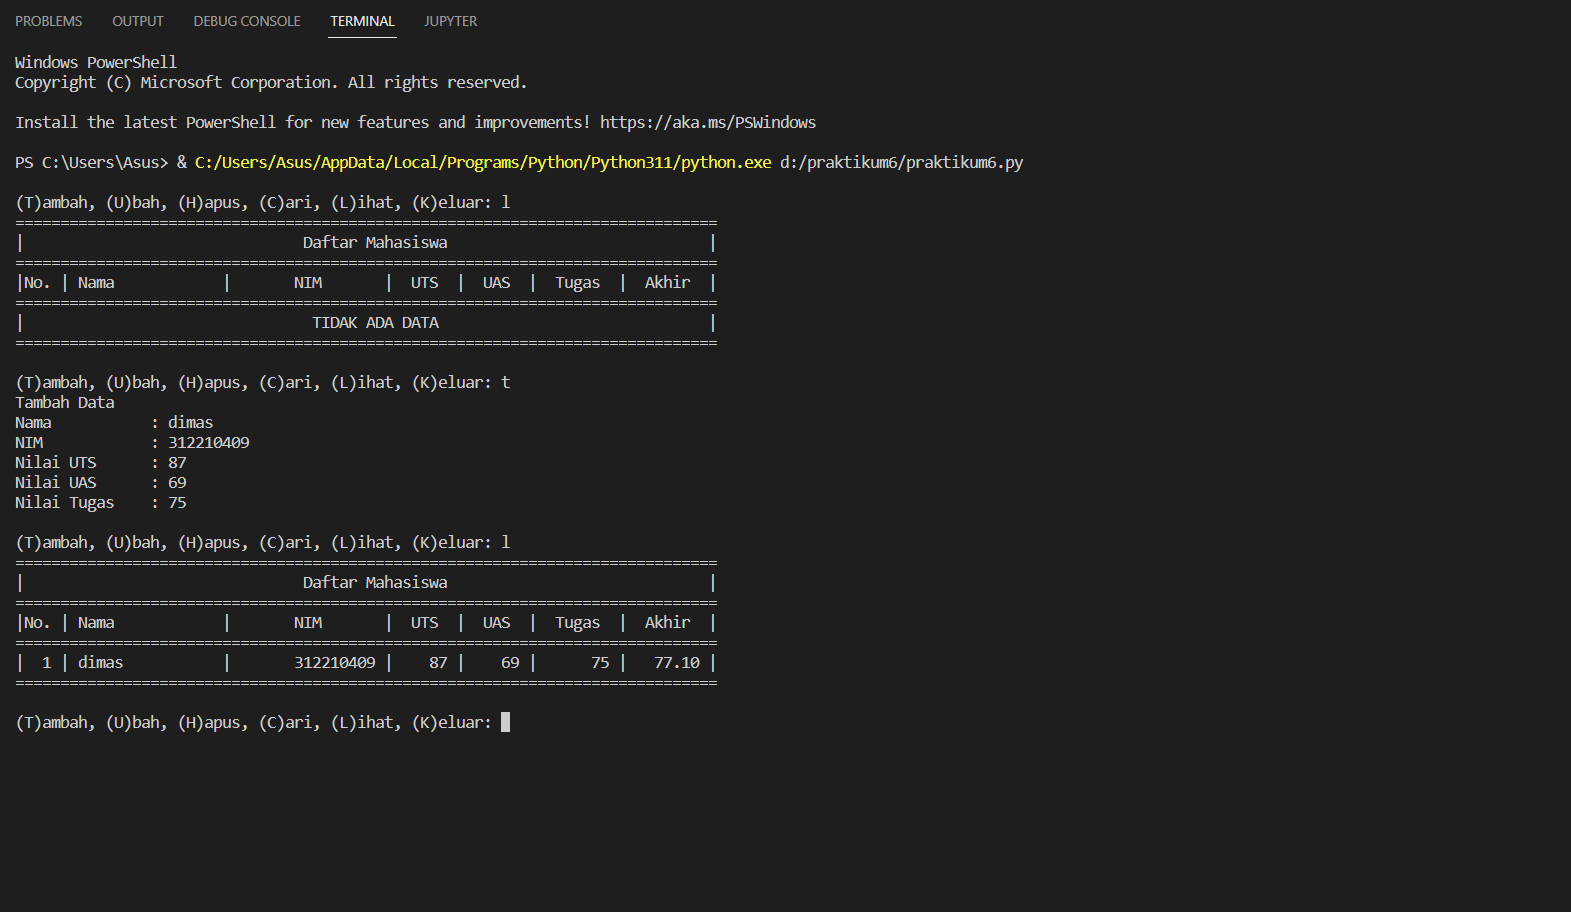 PROBLEMS OUTPUT DEBUG CONSOLE TERMINAL JUPYTER
Windows PowerShell
Copyright (C) Microsoft Corporation. All rights reserved.
Install the latest PowerShell for new features and improvements! https://aka.ms/PSWindows
PS C:\Users\Asus> & C:/Users/Asus/AppData/Local/Programs/Python/Python311/python.exe d:/praktikum6/praktikum6.py
(T)ambah, (U)bah, (H)apus, (C)ari, (L)ihat, (K)eluar: l
==============================================================================
|                               Daftar Mahasiswa                             |
==============================================================================
|No. | Nama            |       NIM       |  UTS  |  UAS  |  Tugas  |  Akhir  |
==============================================================================
|                                TIDAK ADA DATA                              |
==============================================================================
(T)ambah, (U)bah, (H)apus, (C)ari, (L)ihat, (K)eluar: t
Tambah Data
Nama           : dimas
NIM            : 312210409
Nilai UTS      : 87
Nilai UAS      : 69
Nilai Tugas    : 75
(T)ambah, (U)bah, (H)apus, (C)ari, (L)ihat, (K)eluar: l
==============================================================================
|                               Daftar Mahasiswa                             |
==============================================================================
|No. | Nama            |       NIM       |  UTS  |  UAS  |  Tugas  |  Akhir  |
==============================================================================
|  1 | dimas           |       312210409 |    87 |    69 |      75 |   77.10 |
==============================================================================
(T)ambah, (U)bah, (H)apus, (C)ari, (L)ihat, (K)eluar: